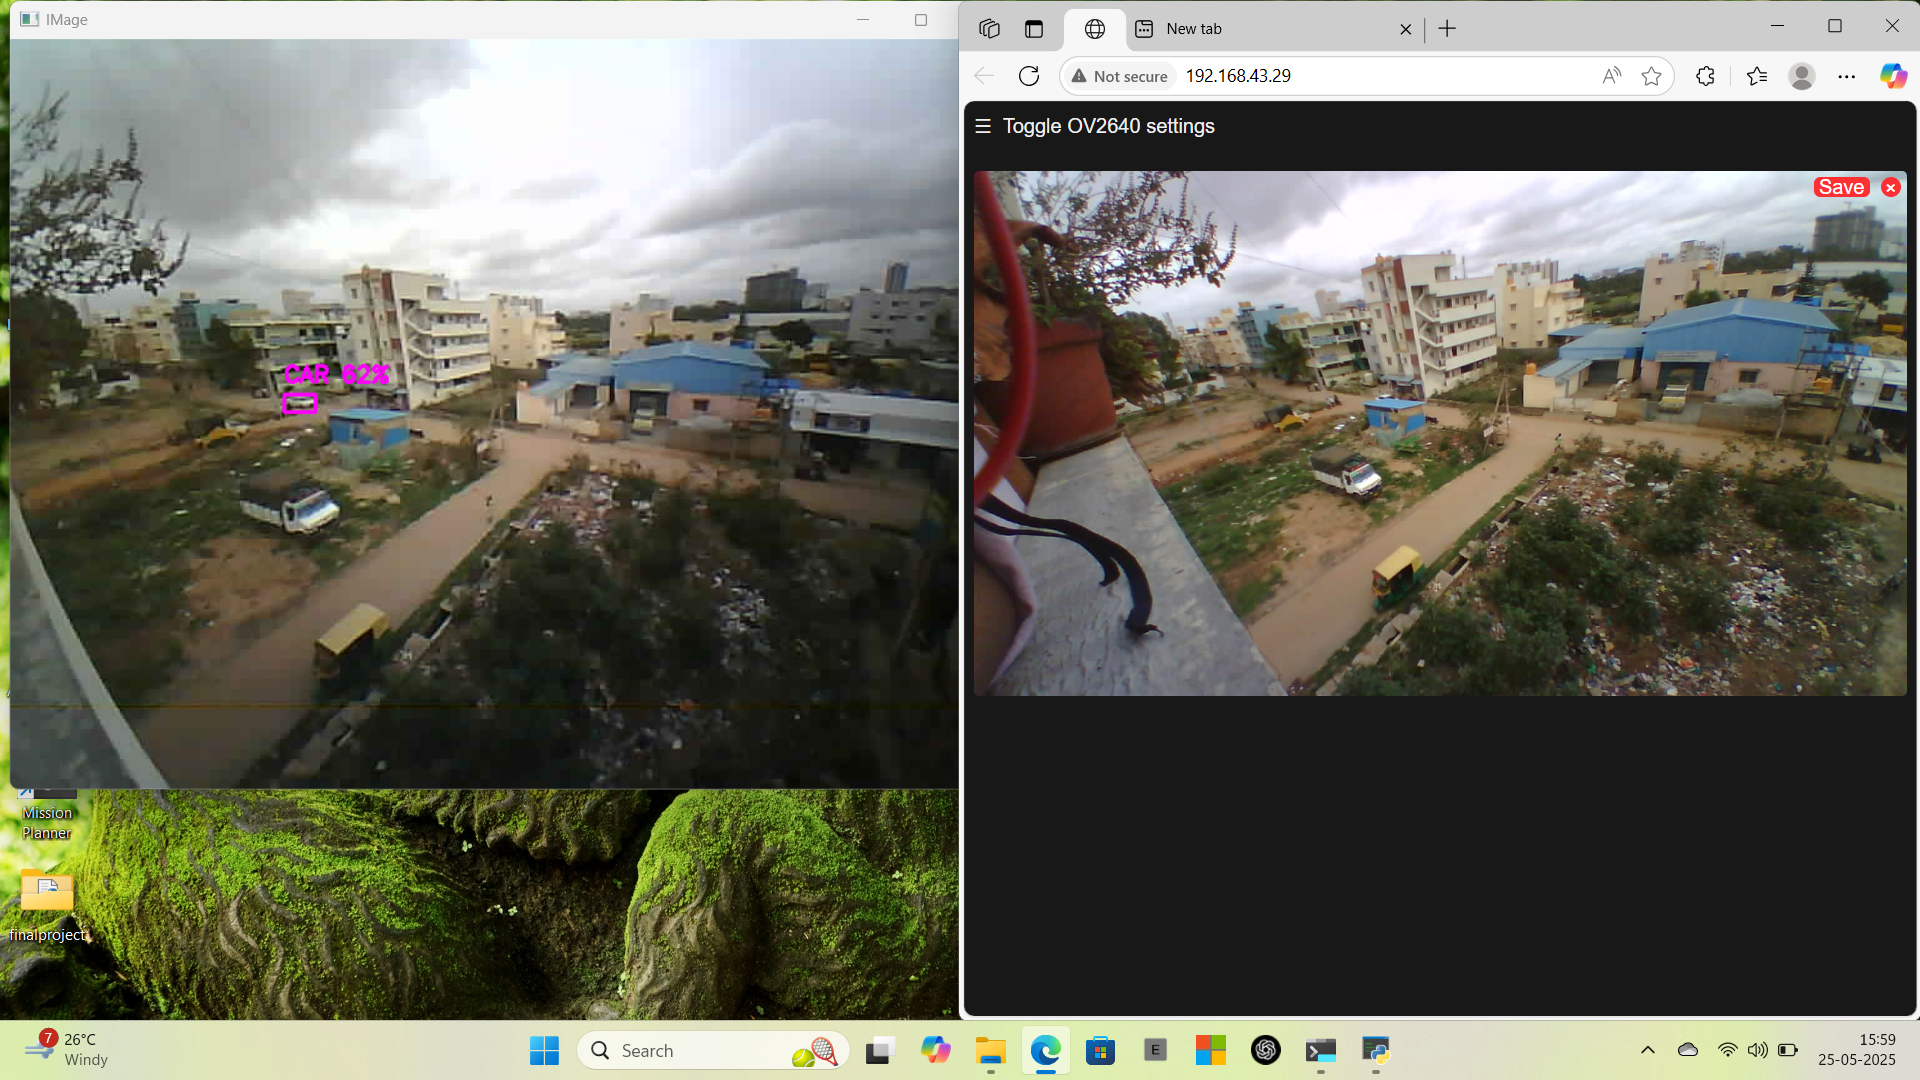 IMage
CAR 62%
New tab
Not secure
192.168.43.29
Toggle OV2640 settings
Save
Mission
Planner
finalproject
7
26°C
Windy
Search
E
15:59
25-05-2025